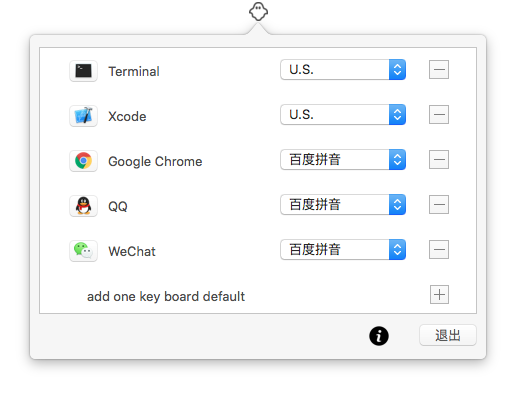 Terminal U.S.
Xcode U.S.
Google Chrome 百度拼音
QQ 百度拼音
WeChat 百度拼音
add one key board default
退出